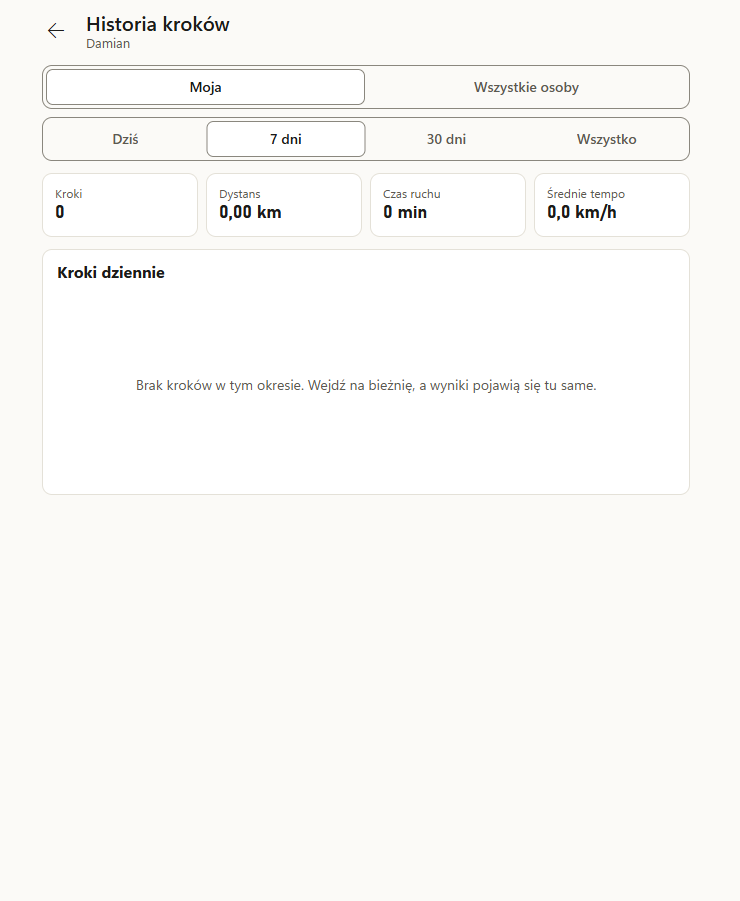 Historia kroków
Damian
Moja
Wszystkie osoby
Dziś
7 dni
30 dni
Wszystko
Kroki
0
Dystans
0,00 km
Czas ruchu
0 min
Średnie tempo
0,0 km/h
Kroki dziennie
Brak kroków w tym okresie. Wejdź na bieżnię, a wyniki pojawią się tu same.